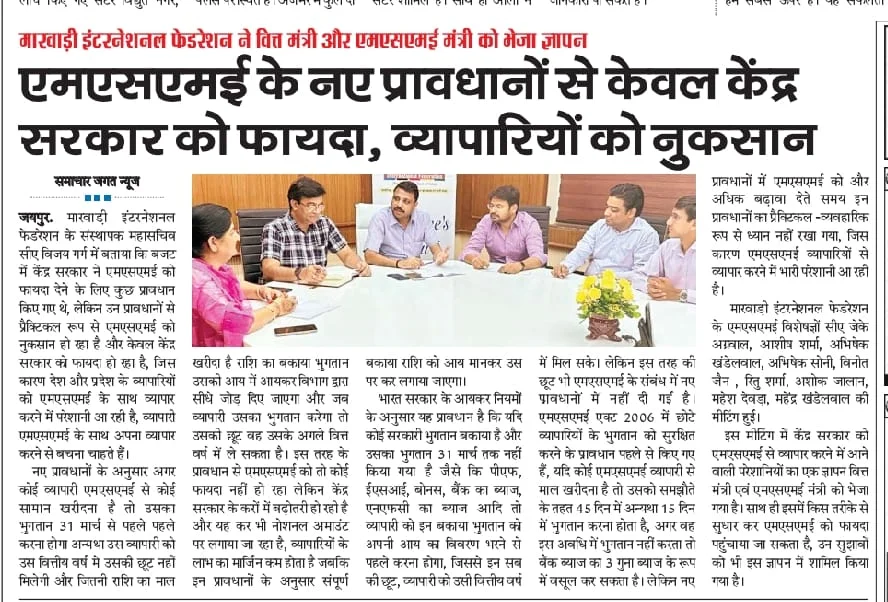 मारवाड़ी इंटरनेशनल फेडरेशन ने वित्त मंत्री और एमएसएमई मंत्री को भेजा ज्ञापन
एमएसएमई के नए प्रावधानों से केवल केंद्र
सरकार को फायदा, व्यापारियों को नुकसान
समाचार जगत न्यूज
जयपुर. मारवाड़ी इंटरनेशनल
फेडरेशन के संस्थापक महासचिव
सीए विजय गर्ग में बताया कि बजट
में केंद्र सरकार ने एमएसएमई को
फायदा देने के लिए कुछ प्रावधान
किए गए थे, लेकिन उन प्रावधानों से
प्रैक्टिकल रूप से एमएसएमई को
नुकसान हो रहा है और केवल केंद्र
सरकार को फायदा हो रहा है, जिस
कारण देश और प्रदेश के व्यापारियों
को एमएसएमई के साथ व्यापार
करने में परेशानी आ रही है, व्यापारी
एमएसएमई के साथ अपना व्यापार
करने से बचना चाहते हैं।
नए प्रावधानों के अनुसार अगर
कोई व्यापारी एमएसएमई से कोई
सामान खरीदना है तो उसका
भुगतान 31 मार्च से पहले पहले
करना होगा अन्यथा उस व्यापारी को
उस वित्तीय वर्ष में उसकी छूट नहीं
मिलेगी और जितनी राशि का माल
खरीदा है राशि का बकाया भुगतान
उसकी आय में आयकर विभाग द्वारा
सीधे जोड़ दिए जाएगा और जब
व्यापारी उसका भुगतान करेगा तो
उसकी छूट वह उसके अगले वित्त
वर्ष में ले सकता है। इस तरह के
प्रावधान से एमएसएमई को तो कोई
फायदा नहीं हो रहा लेकिन केंद्र
सरकार के करों में बढ़ोतरी हो रही है
और यह कर भी नोशनल अमाउंट
पर लगाया जा रहा है, व्यापारियों के
लाभ का मार्जिन कम होता है जबकि
इन प्रावधानों के अनुसार संपूर्ण
बकाया राशि को आय मानकर उस
पर कर लगाया जाएगा।
भारत सरकार के आयकर नियमों
के अनुसार यह प्रावधान है कि यदि
कोई सरकारी भुगतान बकाया है और
उसका भुगतान 31 मार्च तक नहीं
किया गया है जैसे कि पीएफ,
ईएसआई, बोनस, बैंक का ब्याज,
एनएफसी का ब्याज आदि तो
व्यापारी को इन बकाया भुगतान को
अपनी आय का विवरण भरने से
पहले करना होगा, जिससे इन सब
की छूट, व्यापारी को उसी वित्तीय वर्ष
में मिल सके। लेकिन इस तरह की
छूट भी एमएसएमई के संबंध में नए
प्रावधानों में नहीं दी गई है।
एमएसएमई एक्ट 2006 में छोटे
व्यापारियों के भुगतान को सुरक्षित
करने के प्रावधान पहले से किए गए
हैं, यदि कोई एमएसएमई व्यापारी से
माल खरीदना है तो उसको समझौते
के तहत 45 दिन में अन्यथा 15 दिन
में भुगतान करना होता है, अगर वह
इस अवधि में भुगतान नहीं करता तो
बैंक ब्याज का 3 गुना ब्याज के रूप
में वसूल कर सकता है। लेकिन नए
प्रावधानों में एमएसएमई को और
अधिक बढ़ावा देते समय इन
प्रावधानों का प्रैक्टिकल -व्यवहारिक
रूप से ध्यान नहीं रखा गया, जिस
कारण एमएसएमई व्यापारियों से
व्यापार करने में भारी परेशानी आ रही
है।
मारवाड़ी इंटरनेशनल फेडरेशन
के एमएसएमई विशेषज्ञों सीए जेके
अग्रवाल, आशीष शर्मा, अभिषेक
खंडेलवाल, अभिषेक सोनी, विनीत
जैन , रितु शर्मा, अशोक जालान,
महेश देवड़ा, महेंद्र खंडेलवाल की
मीटिंग हुई।
इस मीटिंग में केंद्र सरकार को
एमएसएमई से व्यापार करने में आने
वाली परेशानियों का एक ज्ञापन वित्त
मंत्री एवं एमएसएमई मंत्री को भेजा
गया है। साथ ही इसमें किस तरीके से
सुधार कर एमएसएमई को फायदा
पहुंचाया जा सकता है, उन सुझावों
को भी इस ज्ञापन में शामिल किया
गया है।